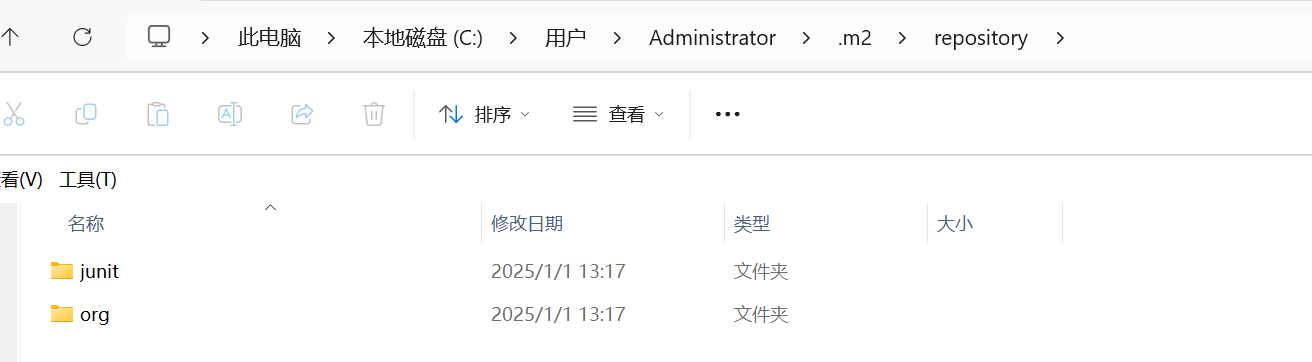 此电脑 本地磁盘 (C:) 用户 Administrator .m2 repository
排序 查看
看(V) 工具(T)
名称 修改日期 类型 大小
junit 2025/1/1 13:17 文件夹
org 2025/1/1 13:17 文件夹